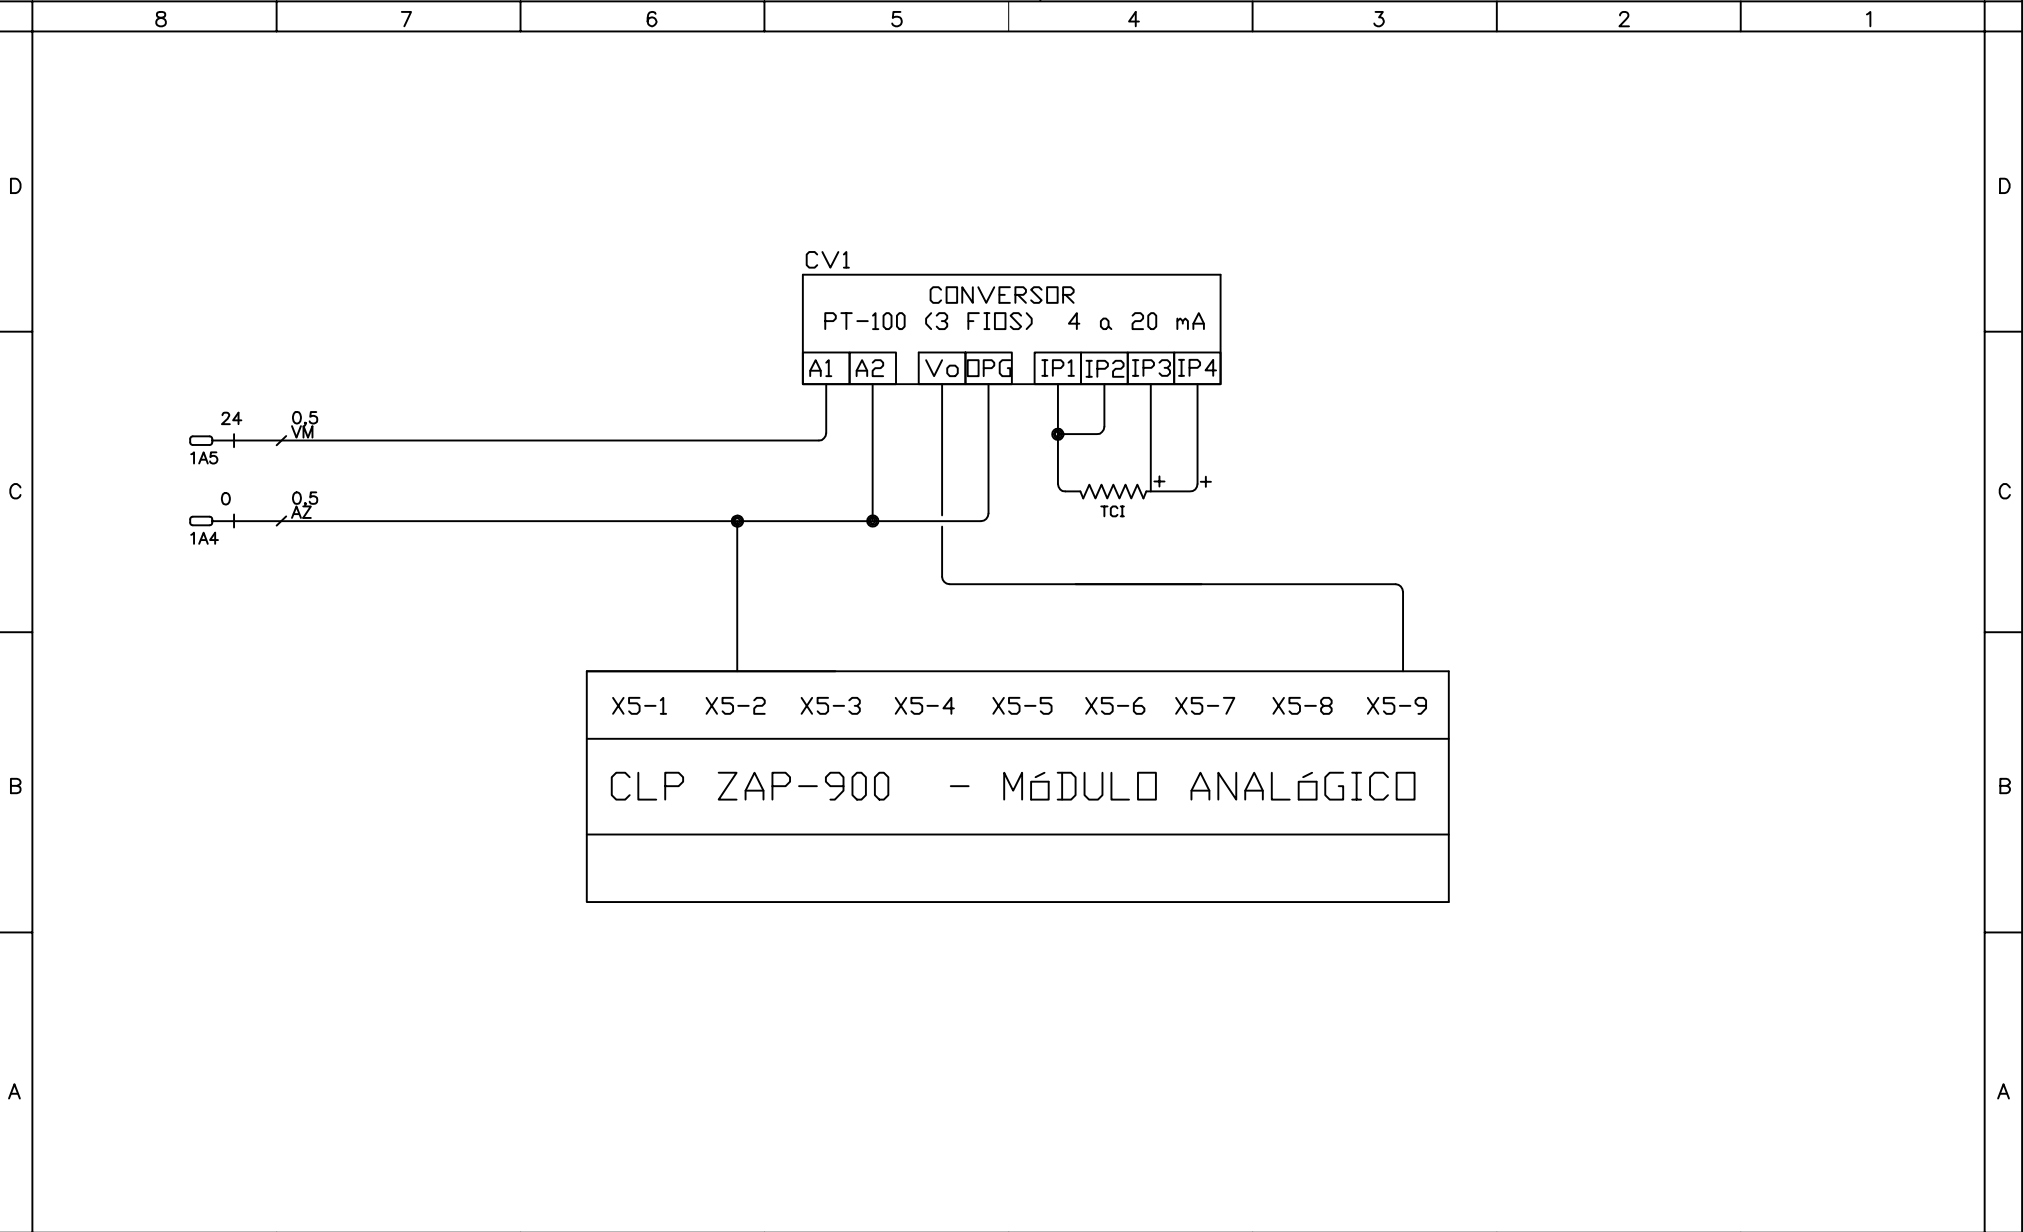 8 7 6 5 4 3 2 1
D D
CV1
CONVERSOR
PT-100 (3 FIOS) 4 a 20 mA
A1 A2 Vo OPG IP1 IP2 IP3 IP4
24 0,5
VM
1A5
+ +
C C
0 0,5
AZ
TCI
1A4
X5-1 X5-2 X5-3 X5-4 X5-5 X5-6 X5-7 X5-8 X5-9
CLP ZAP-900 - MóDULO ANALóGICO
B B
A A